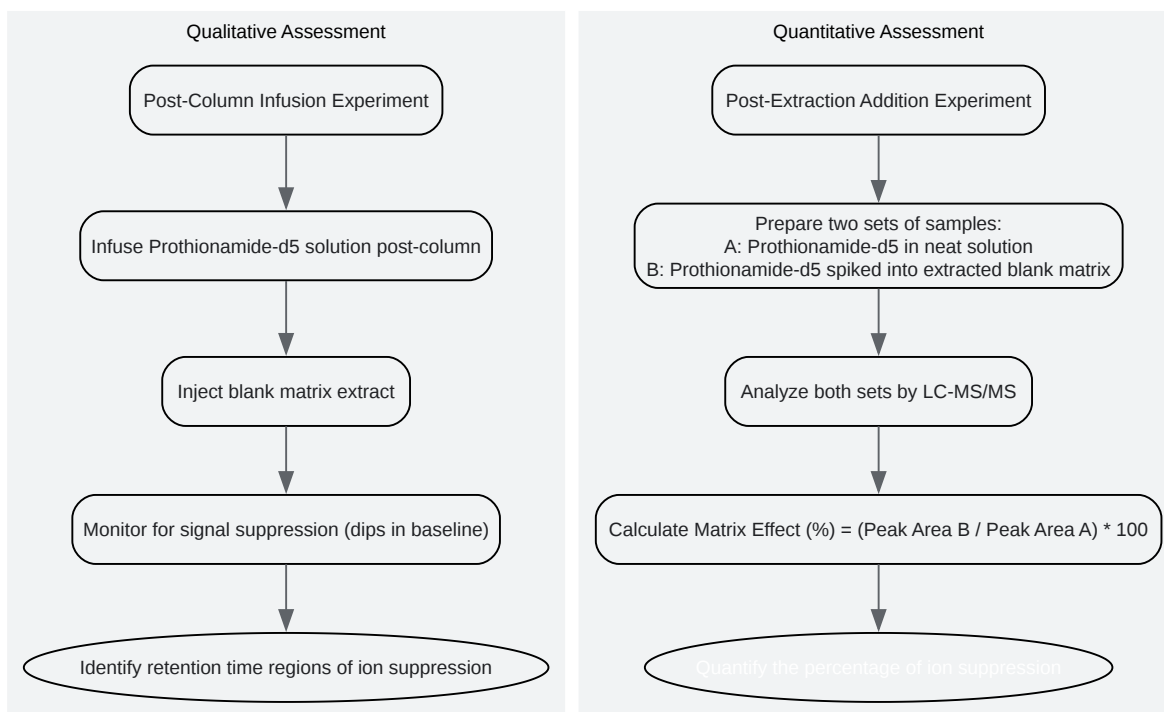 Qualitative Assessment
Post-Column Infusion Experiment
Infuse Prothionamide-d5 solution post-column
Inject blank matrix extract
Monitor for signal suppression (dips in baseline)
Identify retention time regions of ion suppression
Quantitative Assessment
Post-Extraction Addition Experiment
Prepare two sets of samples:
A: Prothionamide-d5 in neat solution
B: Prothionamide-d5 spiked into extracted blank matrix
Analyze both sets by LC-MS/MS
Calculate Matrix Effect (%) = (Peak Area B / Peak Area A) * 100
Quantify the percentage of ion suppression